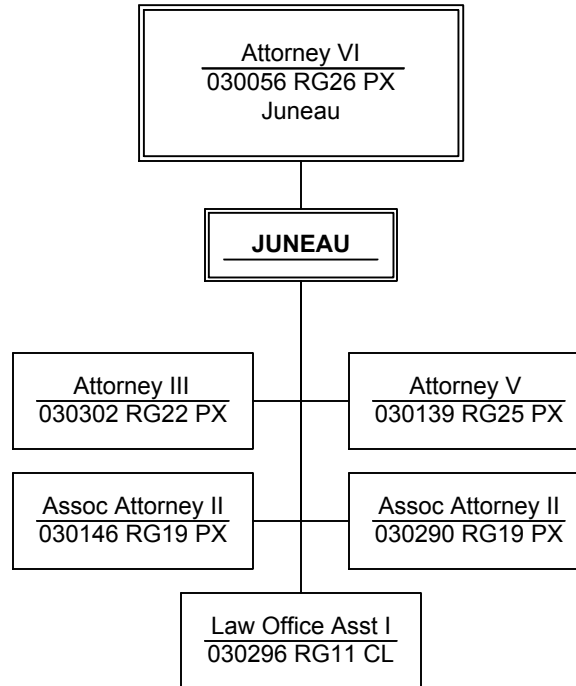 Attorney VI
030056 RG26 PX
Juneau
JUNEAU
Attorney III
030302 RG22 PX
Attorney V
030139 RG25 PX
Assoc Attorney II
030146 RG19 PX
Assoc Attorney II
030290 RG19 PX
Law Office Asst I
030296 RG11 CL